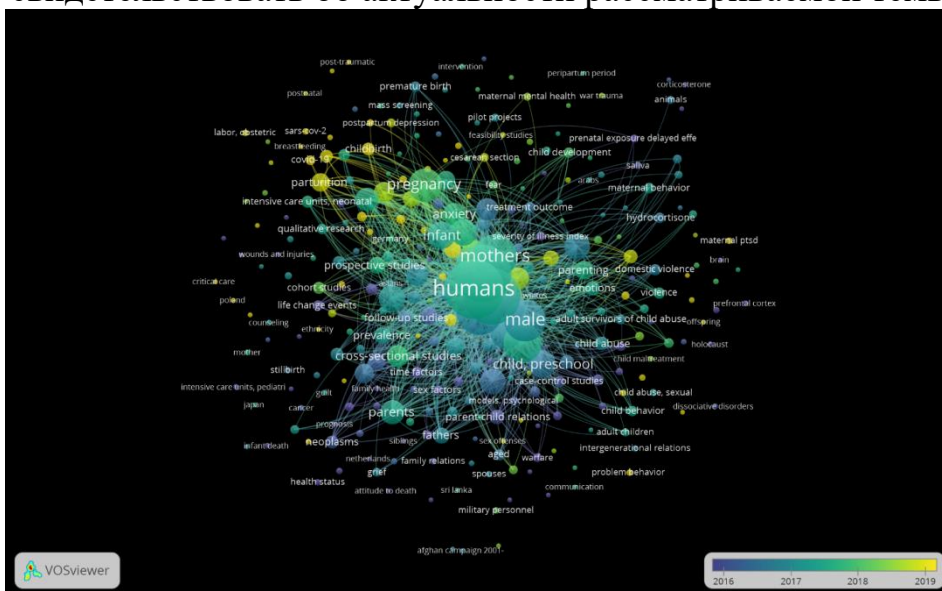 свидетельствовать об актуальности рассматриваемой
post-traumatic
intervention
peripartum period
corticosterone
premature birth
postnatal
maternal mental health
war trauma
animals
mass screening
pilot projects
postpartum depression
labor, obstetric
sars-cov-2
feasibility studies
prenatal exposure delayed effe
breastfeeding
childbirth
cesarean section
child development
covid-19
saliva
parturition
pregnancy
fear
arabs
maternal behavior
intensive care units, neonatal
treatment outcome
anxiety
hydrocortisone
qualitative research
germany
infant
severity of illness index
maternal ptsd
wounds and injuries
mothers
brain
prospective studies
parenting
domestic violence
critical care
cohort studies
humans
emotions
violence
prefrontal cortex
poland
life change events
follow-up studies
male
adult survivors of child abuse
offspring
counseling
ethnicity
prevalence
child abuse
holocaust
mother
cross-sectional studies
child, preschool
child maltreatment
stillbirth
time factors
case-control studies
intensive care units, pediatri
family health
sex factors
child abuse, sexual
guilt
models, psychological
japan
cancer
parents
parent-child relations
child behavior
dissociative disorders
prognosis
adult children
infant death
neoplasms
siblings
fathers
sex offenses
intergenerational relations
netherlands
family relations
aged
warfare
health status
grief
spouses
problem behavior
attitude to death
sri lanka
communication
military personnel
afghan campaign 2001-
VOSviewer
2016 2017 2018 2019